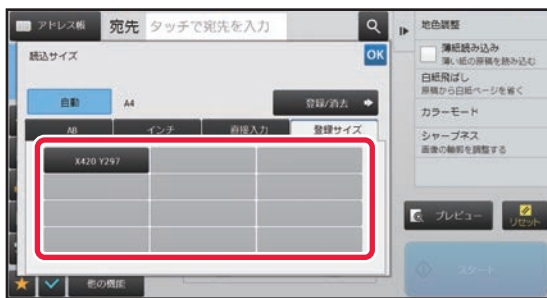 アドレス帳
宛先
タッチで宛先を入力
読込サイズ
OK
自動
A4
登録/消去
AB
インチ
直接入力
登録サイズ
X420 Y297
他の機能
地色調整
薄紙読み込み
薄い紙の原稿を読み込む
白紙飛ばし
原稿から白紙ページを省く
カラーモード
シャープネス
画像の輪郭を調整する
プレビュー
リセット
スタート